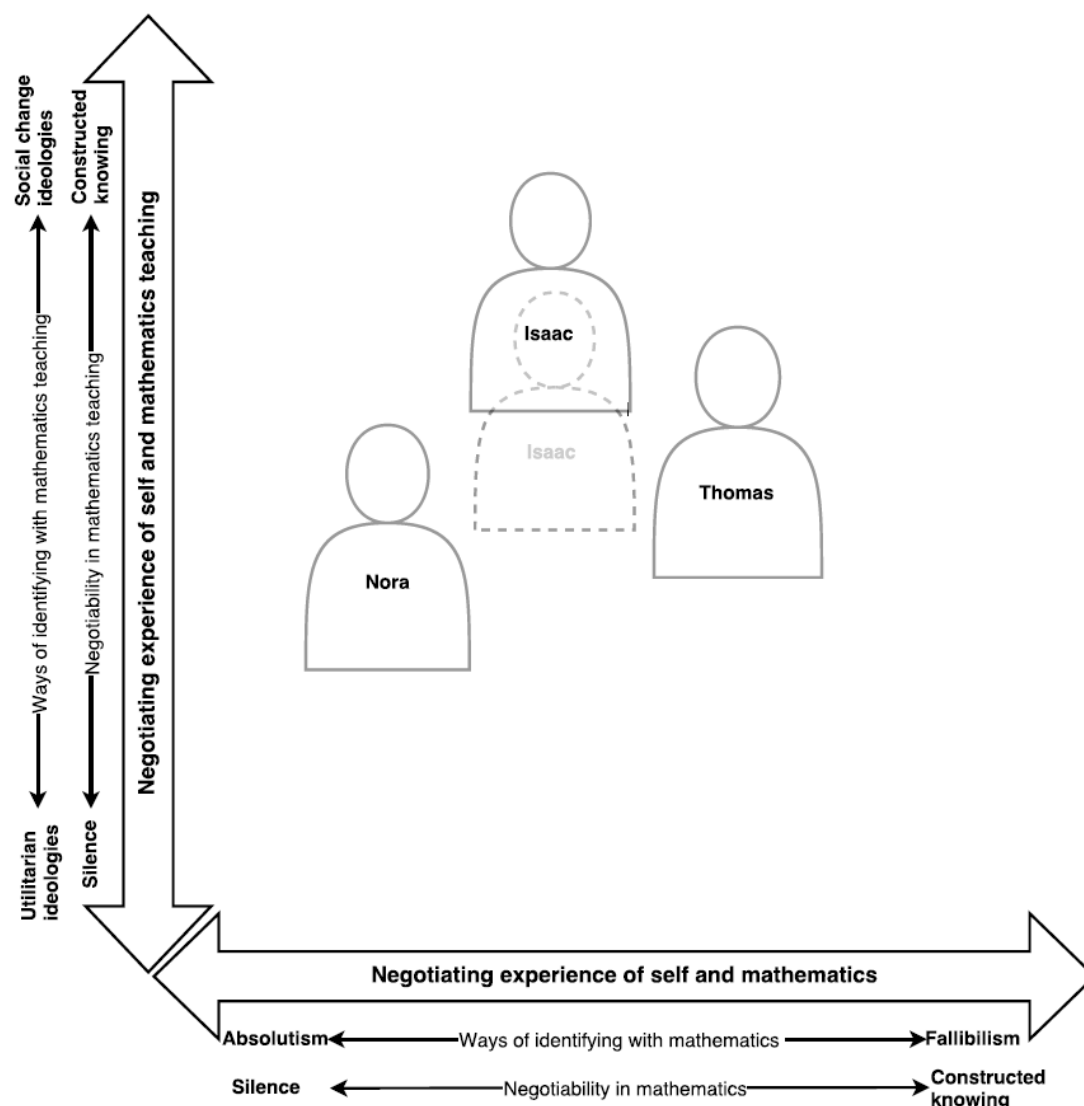 Social change
ideologies
Ways of identifying with mathematics teaching
Utilitarian
ideologies
Constructed
knowing
Negotiability in mathematics teaching
Silence
Negotiating experience of self and mathematics teaching
Isaac
Isaac
Thomas
Nora
Negotiating experience of self and mathematics
Absolutism
Ways of identifying with mathematics
Fallibilism
Silence
Negotiability in mathematics
Constructed
knowing